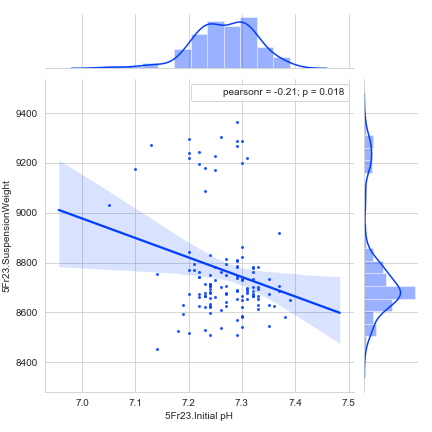 pearsonr = -0.21; p = 0.018
9400
9200
9000
8800
8600
8400
5Fr23.SuspensionWeight
7.0 7.1 7.2 7.3 7.4 7.5
5Fr23.Initial pH